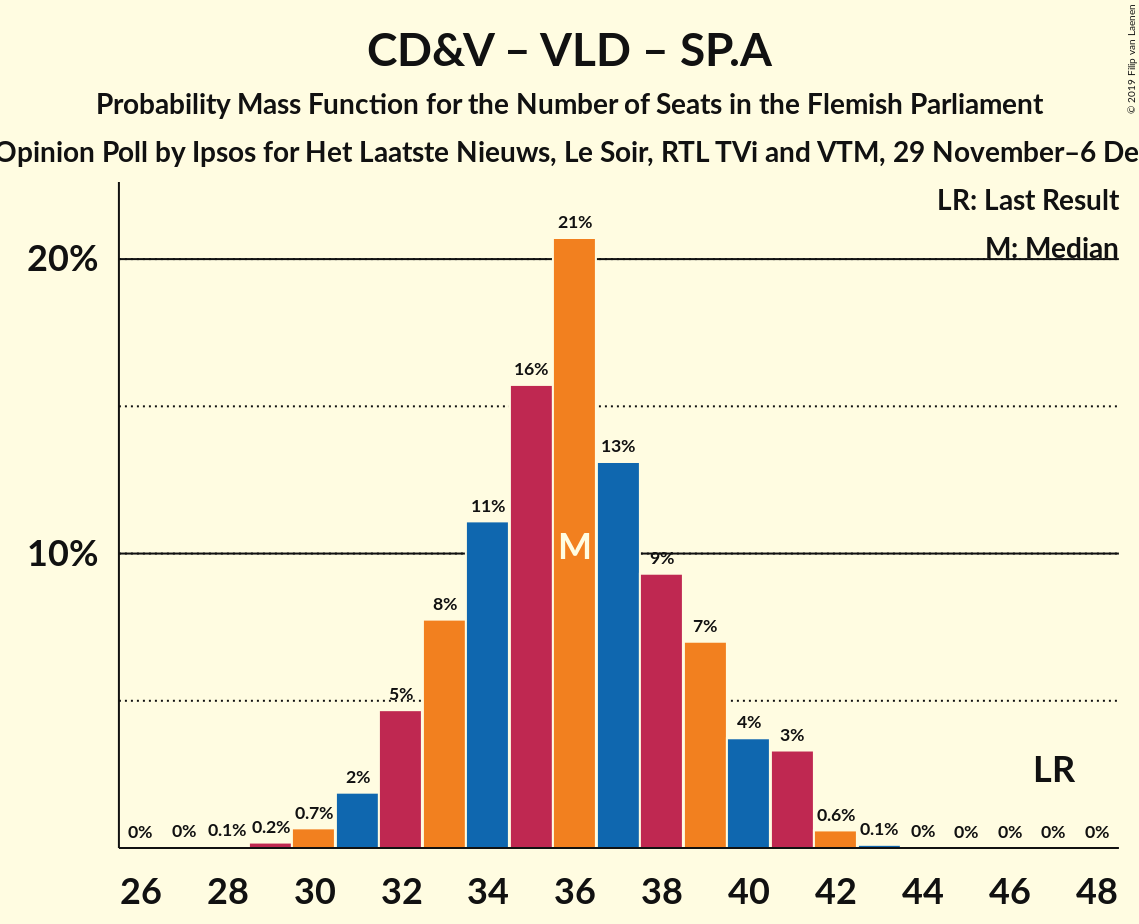 CD&V – VLD – SP.A
Probability Mass Function for the Number of Seats in the Flemish Parliament
Opinion Poll by Ipsos for Het Laatste Nieuws, Le Soir, RTL TVi and VTM, 29 November–6 De
© 2019 Filip van Laenen
LR: Last Result
M: Median
20%
10%
0% 0% 0.1% 0.2% 0.7% 2% 5% 8% 11% 16% 21% 13% 9% 7% 4% 3% 0.6% 0.1% 0% 0% 0% 0% 0%
M
LR
26 28 30 32 34 36 38 40 42 44 46 48